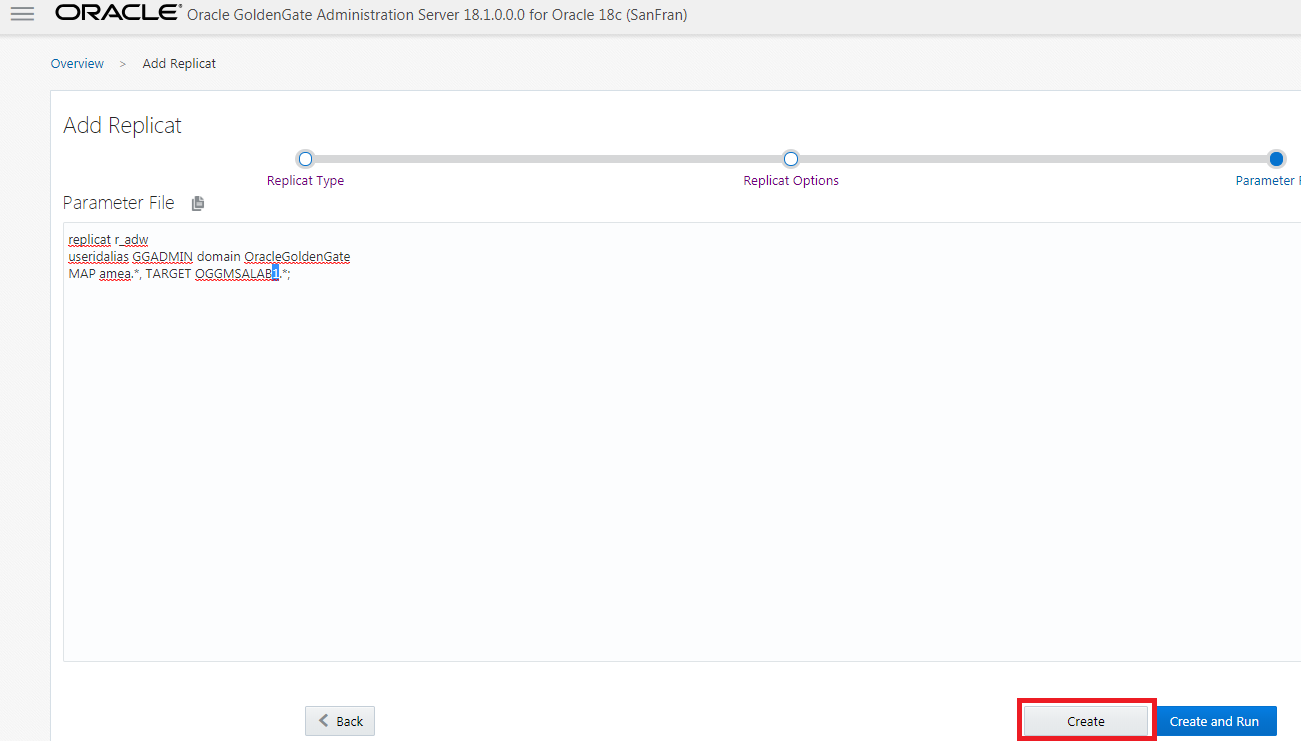 ORACLE® Oracle GoldenGate Administration Server 18.1.0.0.0 for Oracle 18c (SanFran)
Overview > Add Replicat
Add Replicat
Replicat Type Replicat Options Parameter F
Parameter File
replicat r_adw
useridalias GGADMIN domain OracleGoldenGate
MAP amea.*, TARGET OGGMSALAB1.*;
Back Create Create and Run